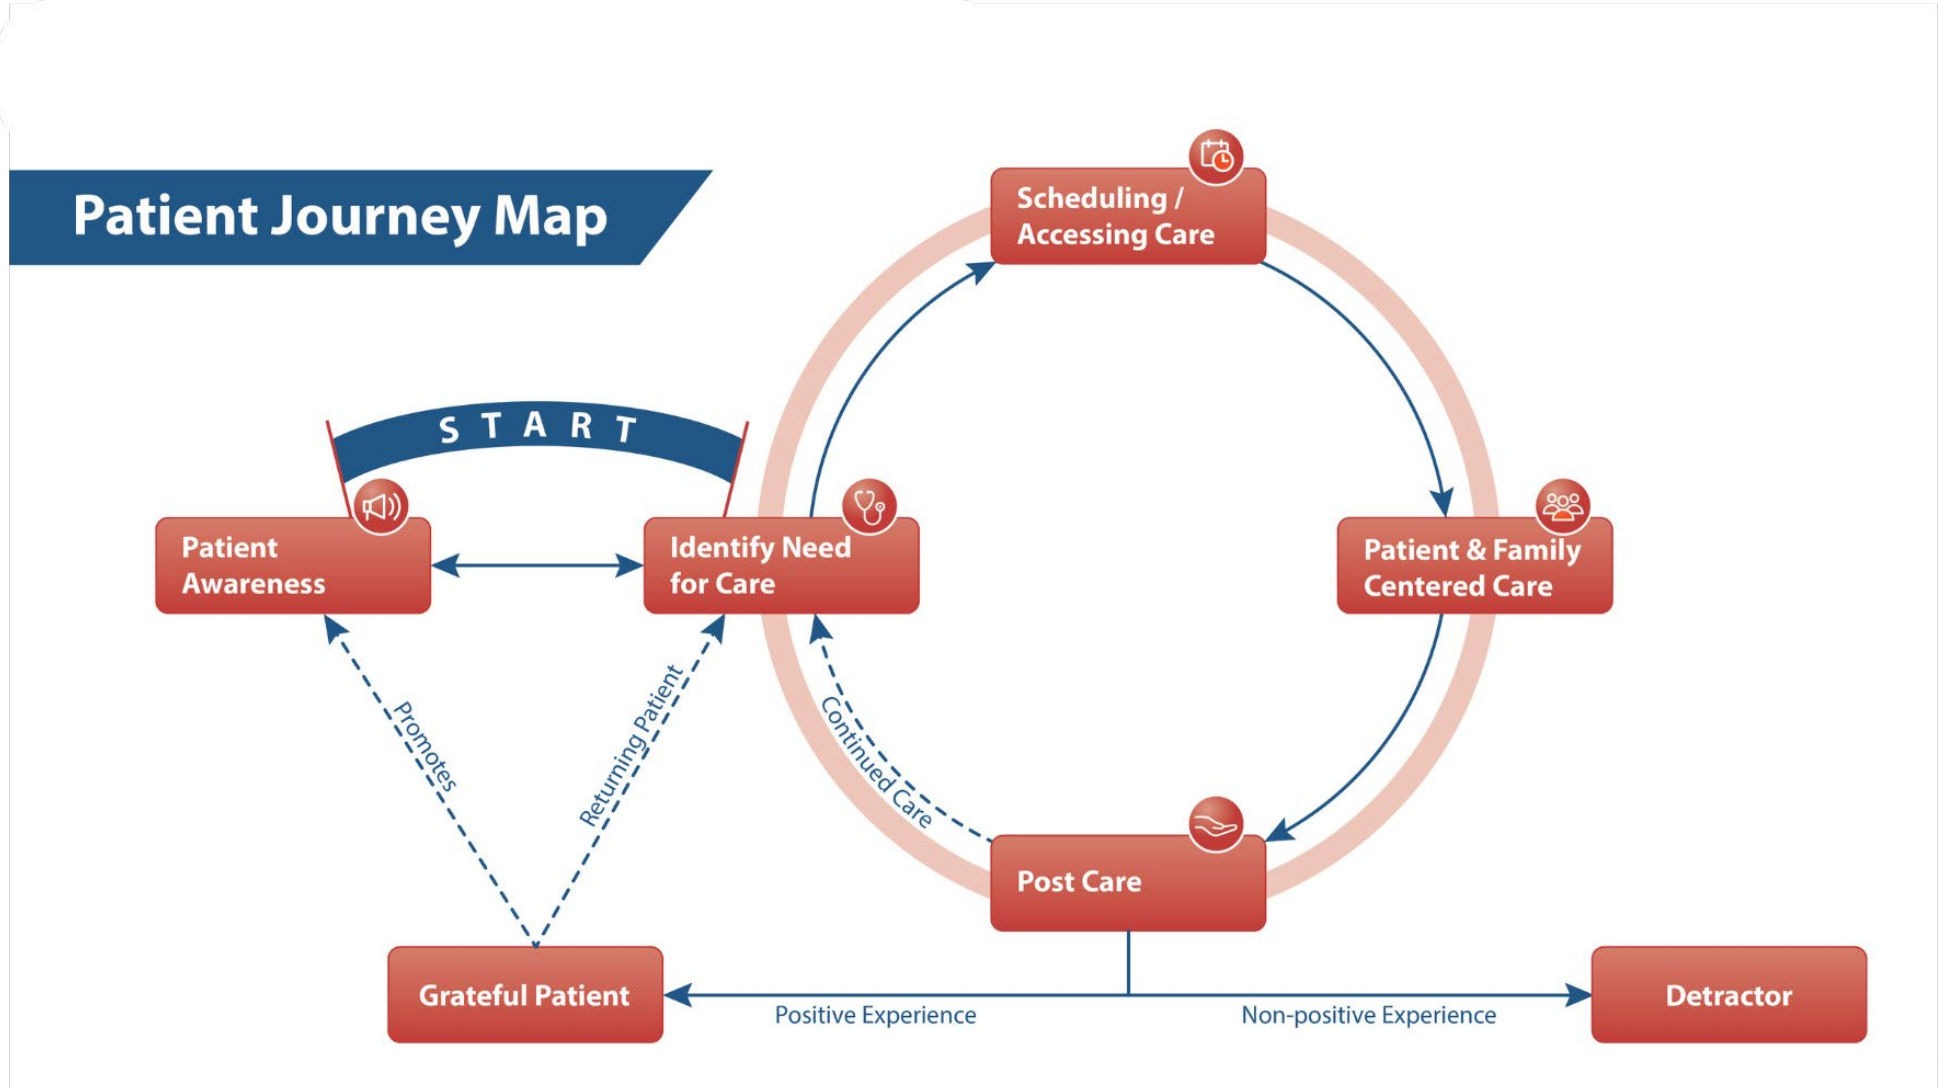 Patient Journey Map
START
Scheduling /
Accessing Care
Patient
Awareness
Identify Need
for Care
Patient & Family
Centered Care
Promotes
Returning Patient
Continued Care
Post Care
Grateful Patient
Positive Experience
Non-positive Experience
Detractor